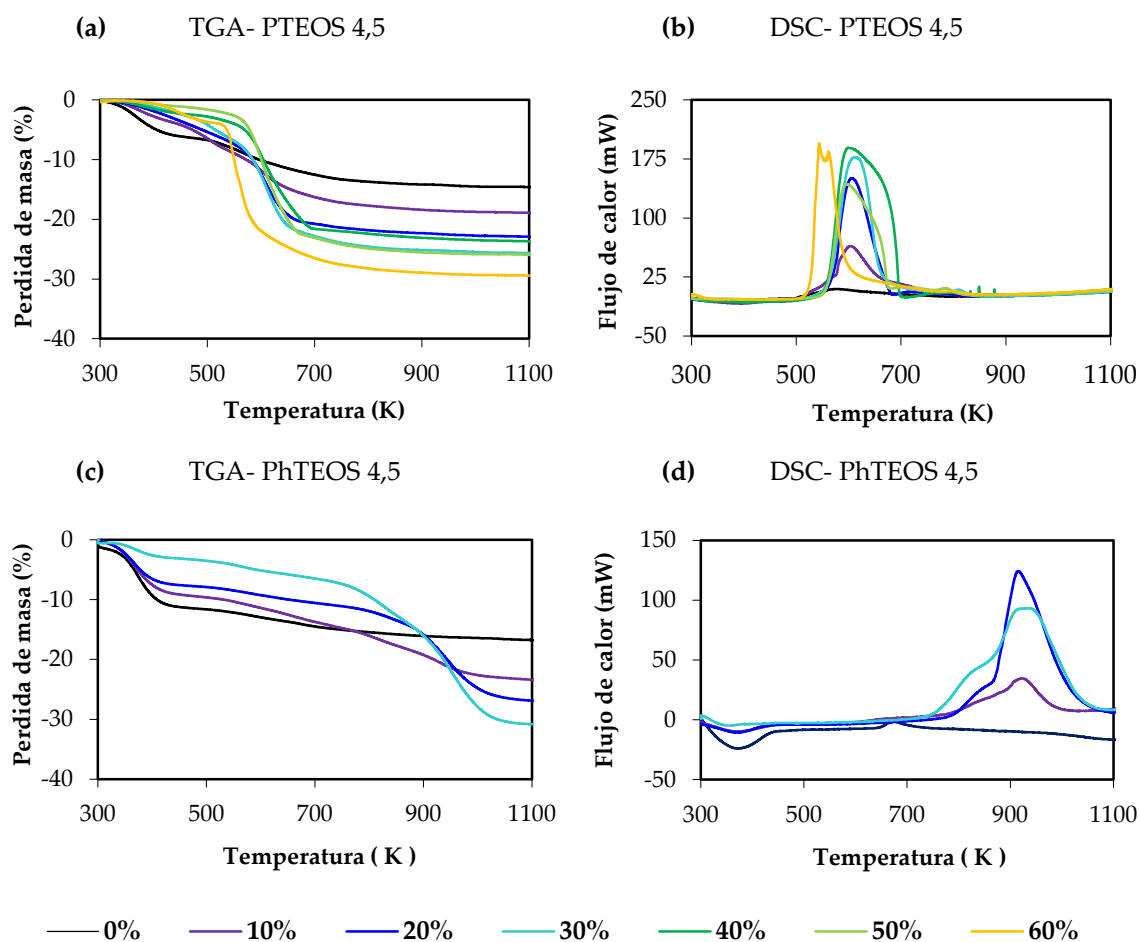 (a) TGA- PTEOS 4,5
Perdida de masa (%)
0
-10
-20
-30
-40
300 500 700 900 1100
Temperatura (K)
(b) DSC- PTEOS 4,5
Flujo de calor (mW)
250
175
100
25
-50
300 500 700 900 1100
Temperatura (K)
(c) TGA- PhTEOS 4,5
Perdida de masa (%)
0
-10
-20
-30
-40
300 500 700 900 1100
Temperatura ( K )
(d) DSC- PhTEOS 4,5
Flujo de calor (mW)
150
100
50
0
-50
300 500 700 900 1100
Temperatura ( K )
0% 10% 20% 30% 40% 50% 60%